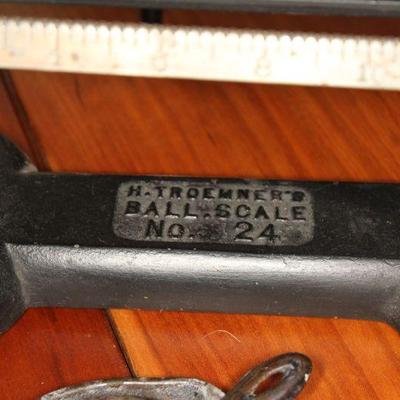 H. TROEMNER'S
BALL. SCALE
No. 24